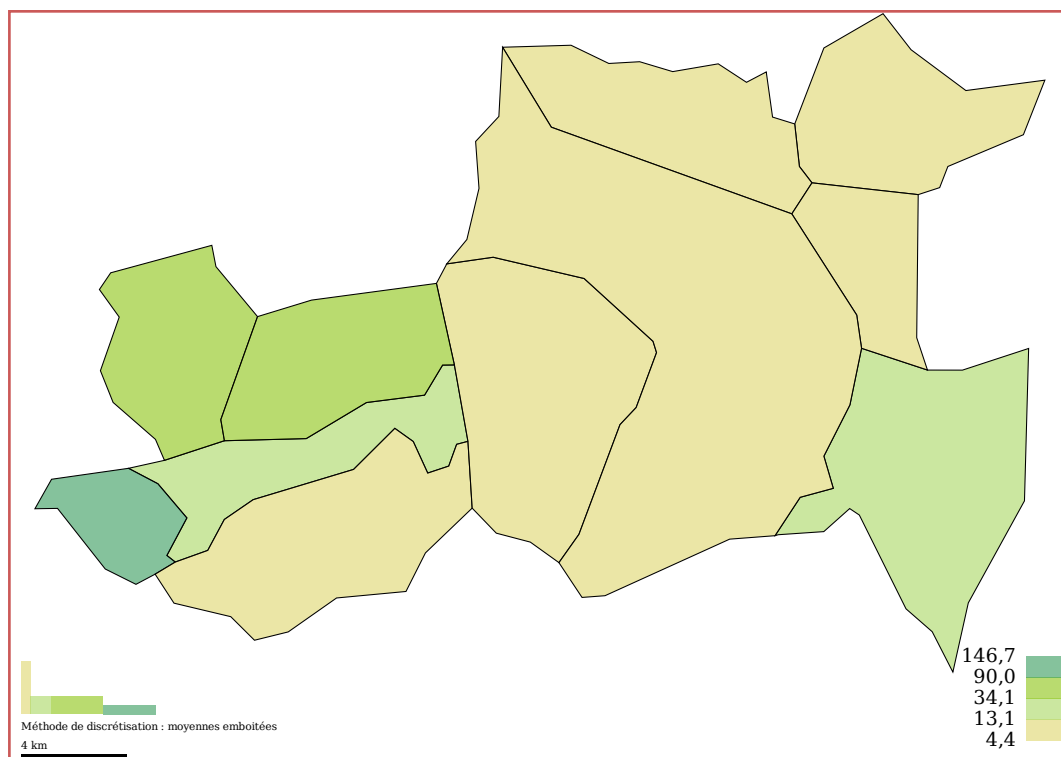 146,7
90,0
34,1
13,1
4,4
Méthode de discrétisation : moyennes emboitées
4 km